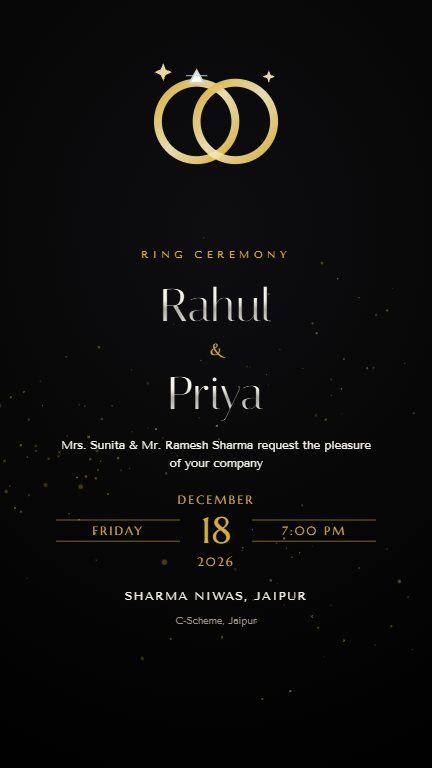 RING CEREMONY
Rahul
&
Priya
Mrs. Sunita & Mr. Ramesh Sharma request the pleasure
of your company
DECEMBER
FRIDAY 18 7:00 PM
2026
SHARMA NIWAS, JAIPUR
C-Scheme, Jaipur